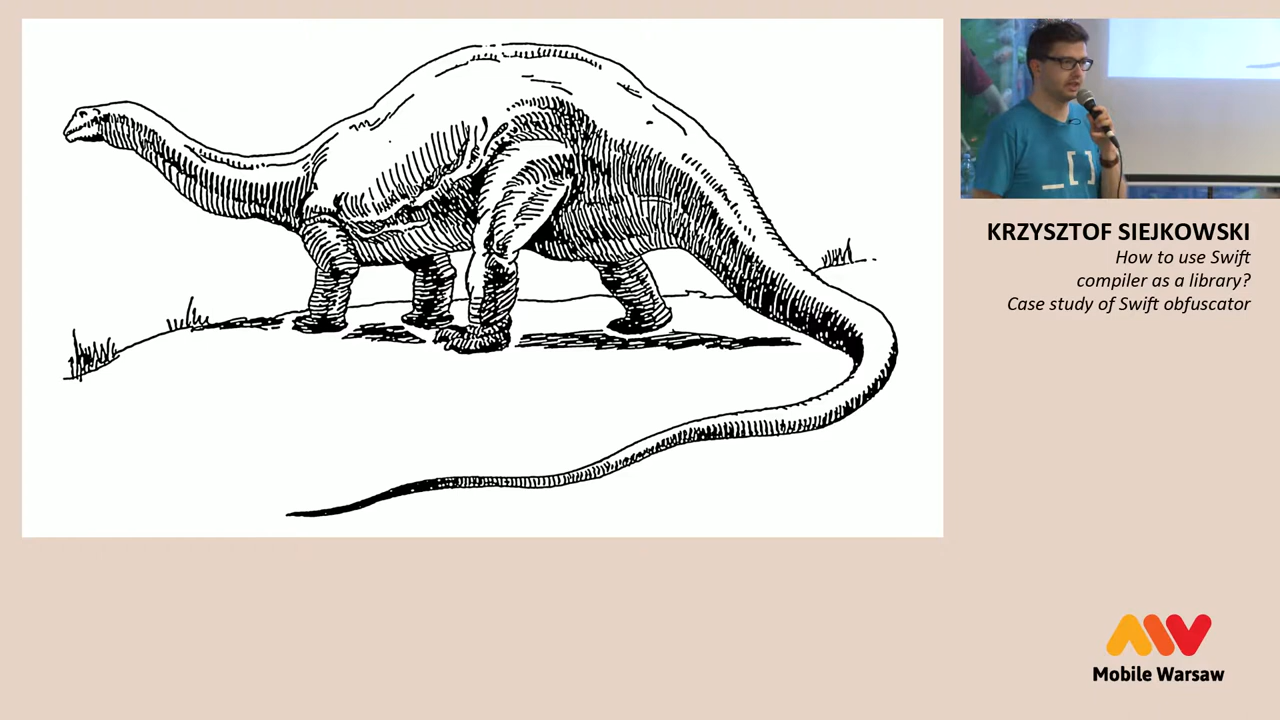 KRZYSZTOF SIEJKOWSKI
How to use Swift
compiler as a library?
Case study of Swift obfuscator
_[]
Mobile Warsaw